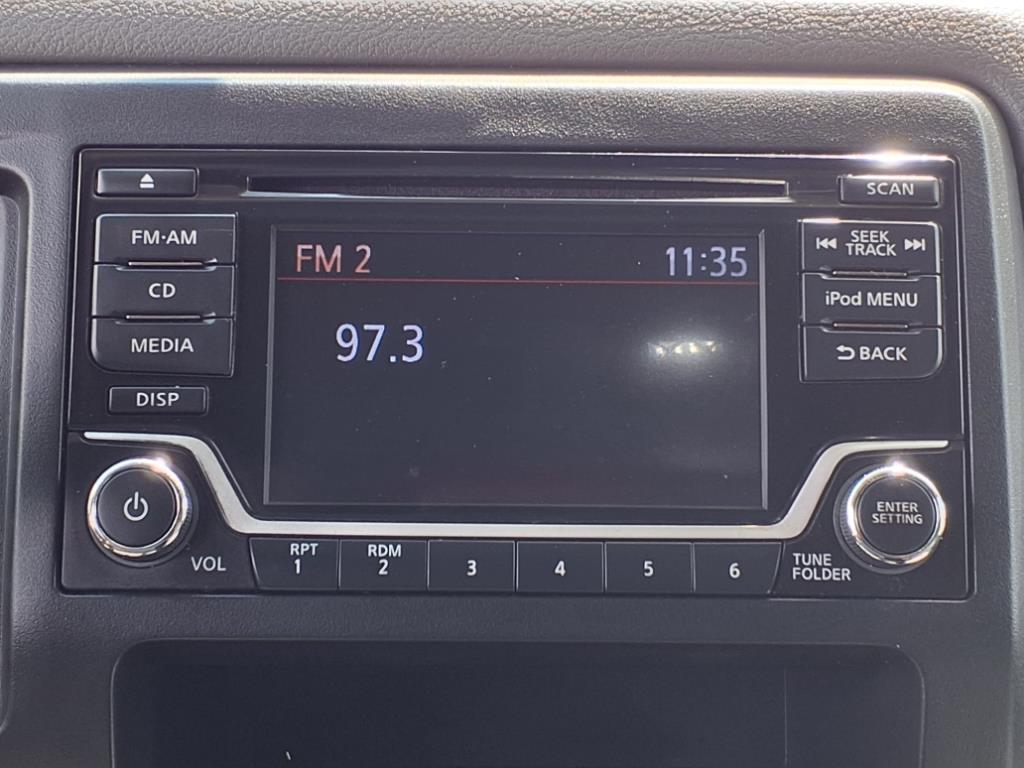 SCAN
FM·AM
SEEK
TRACK
FM 2
11:35
CD
iPod MENU
97.3
MEDIA
BACK
DISP
ENTER
SETTING
VOL
RPT
1
RDM
2
3
4
5
6
TUNE
FOLDER